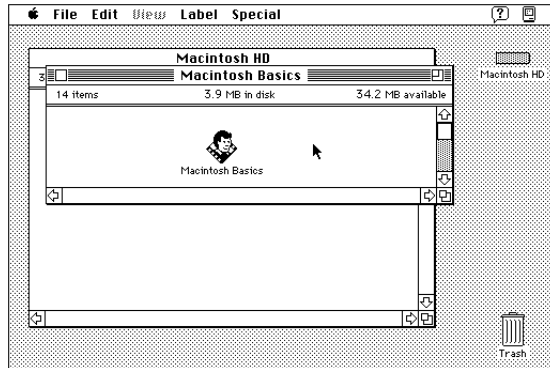 File Edit View Label Special
Macintosh HD
Macintosh HD
3
Macintosh Basics
14 items 3.9 MB in disk 34.2 MB available
Macintosh Basics
Trash